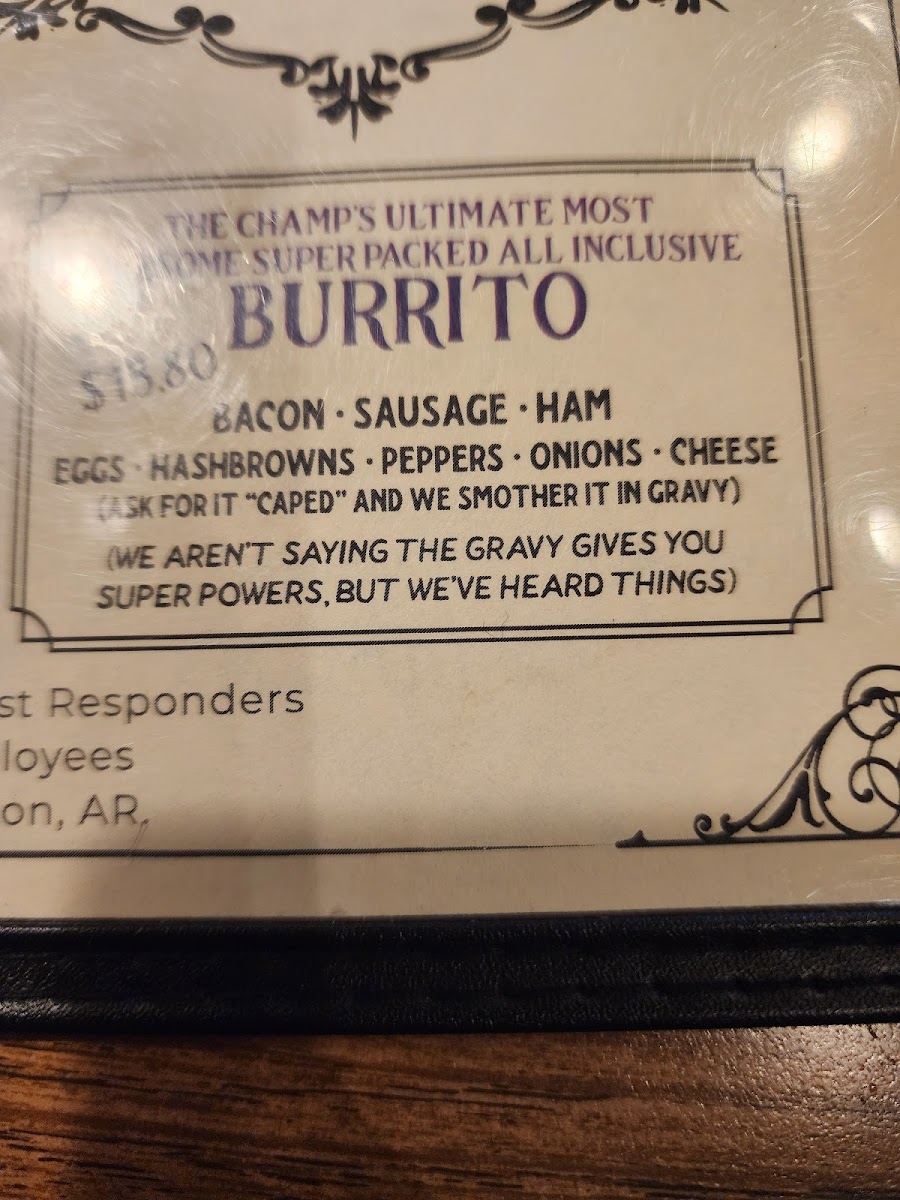 THE CHAMP'S ULTIMATE MOST
SUPER PACKED ALL INCLUSIVE
BURRITO
BACON · SAUSAGE · HAM
EGGS · HASHBROWNS · PEPPERS · ONIONS · CHEESE
(ASK FOR IT "CAPED" AND WE SMOTHER IT IN GRAVY)
(WE AREN'T SAYING THE GRAVY GIVES YOU
SUPER POWERS, BUT WE'VE HEARD THINGS)
st Responders
loyees
on, AR.